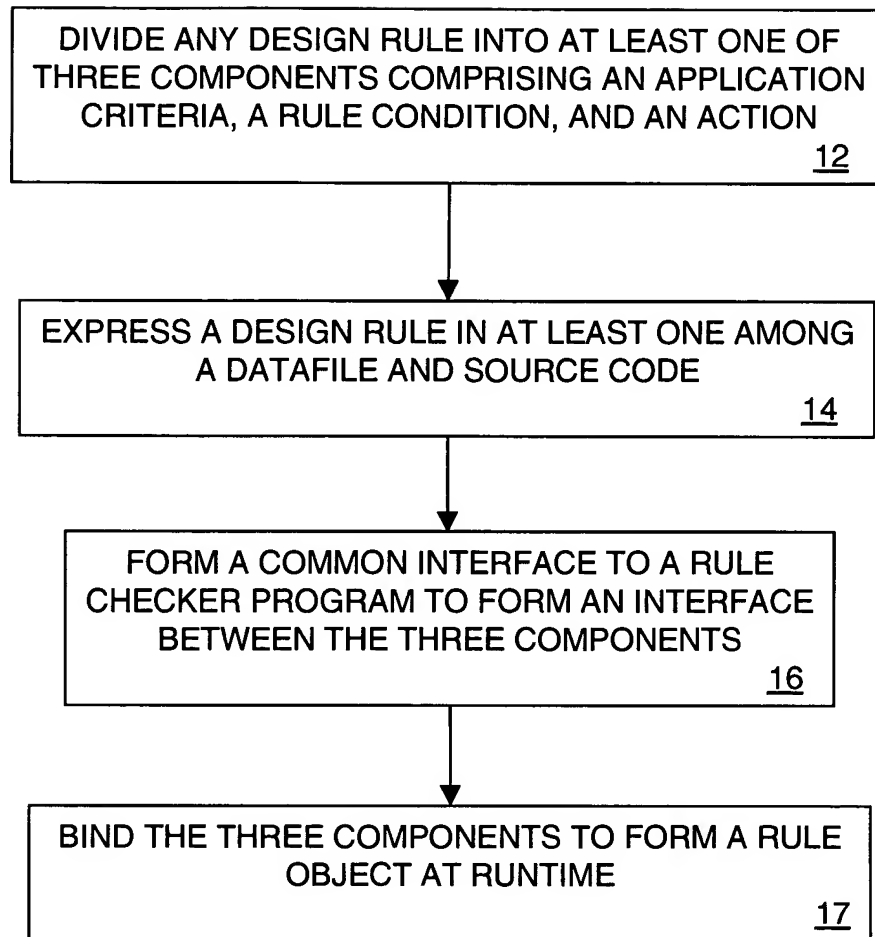 DIVIDE ANY DESIGN RULE INTO AT LEAST ONE OF
THREE COMPONENTS COMPRISING AN APPLICATION
CRITERIA, A RULE CONDITION, AND AN ACTION
12
EXPRESS A DESIGN RULE IN AT LEAST ONE AMONG
A DATAFILE AND SOURCE CODE
14
FORM A COMMON INTERFACE TO A RULE
CHECKER PROGRAM TO FORM AN INTERFACE
BETWEEN THE THREE COMPONENTS
16
BIND THE THREE COMPONENTS TO FORM A RULE
OBJECT AT RUNTIME
17